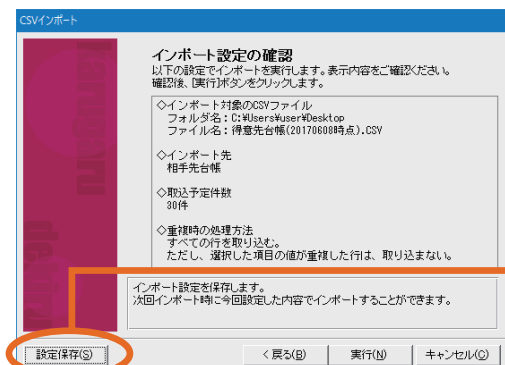 CSVインポート
インポート設定の確認
以下の設定でインポートを実行します。表示内容をご確認ください。
確認後、[実行]ボタンをクリックします。
◇インポート対象のCSVファイル
フォルダ名:C:¥Users¥user¥Desktop
ファイル名:得意先台帳(20170608時点).CSV
◇インポート先
相手先台帳
◇取込予定件数
30件
◇重複時の処理方法
すべての行を取り込む。
ただし、選択した項目の値が重複した行は、取り込まない。
インポート設定を保存します。
次回インポート時に今回設定した内容でインポートすることができます。
設定保存(S) <戻る(B) 実行(N) キャンセル(C)